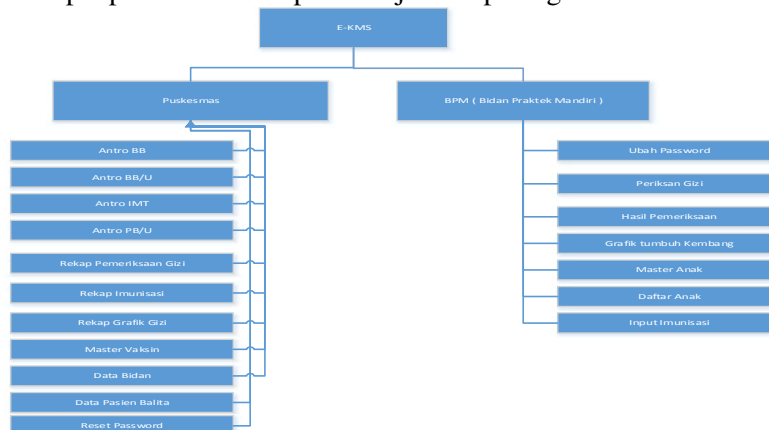 E-KMS
Puskesmas
BPM ( Bidan Praktek Mandiri )
Antro BB
Antro BB/U
Antro IMT
Antro PB/U
Rekap Pemeriksaan Gizi
Rekap Imunisasi
Rekap Grafik Gizi
Master Vaksin
Data Bidan
Data Pasien Balita
Reset Password
Ubah Password
Periksan Gizi
Hasil Pemeriksaan
Grafik tumbuh Kembang
Master Anak
Daftar Anak
Input Imunisasi